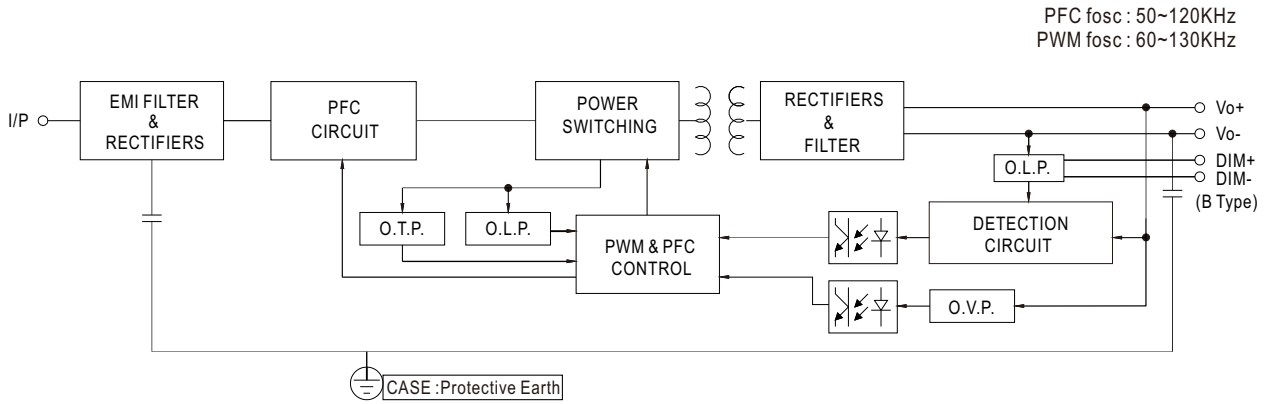 PFC fosc : 50~120KHz
PWM fosc : 60~130KHz
I/P
EMI FILTER
&
RECTIFIERS
PFC
CIRCUIT
POWER
SWITCHING
RECTIFIERS
&
FILTER
Vo+
Vo-
DIM+
DIM-
(B Type)
O.L.P.
O.T.P.
O.L.P.
PWM & PFC
CONTROL
DETECTION
CIRCUIT
O.V.P.
CASE :Protective Earth